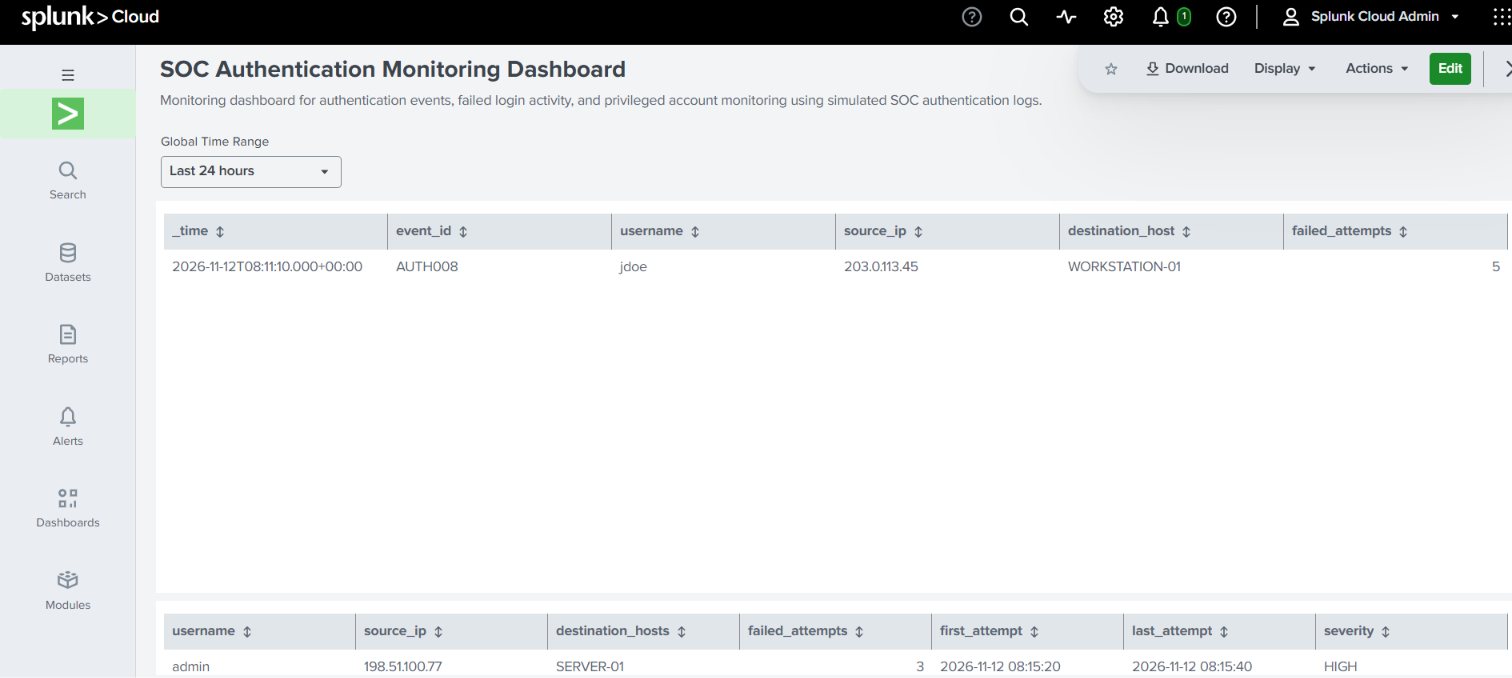 splunk> Cloud
1
Splunk Cloud Admin
SOC Authentication Monitoring Dashboard
Download Display Actions Edit
Monitoring dashboard for authentication events, failed login activity, and privileged account monitoring using simulated SOC authentication logs.
Global Time Range
Last 24 hours
Search
Datasets
Reports
Alerts
Dashboards
Modules
_time event_id username source_ip destination_host failed_attempts
2026-11-12T08:11:10.000+00:00 AUTH008 jdoe 203.0.113.45 WORKSTATION-01 5
username source_ip destination_hosts failed_attempts first_attempt last_attempt severity
admin 198.51.100.77 SERVER-01 3 2026-11-12 08:15:20 2026-11-12 08:15:40 HIGH